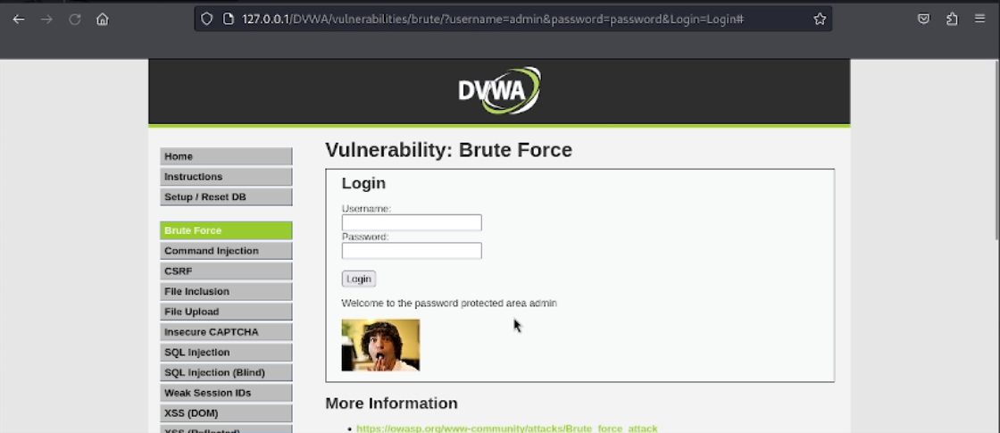 127.0.0.1/DVWA/vulnerabilities/brute/?username=admin&password=password&Login=Login#
DVWA
Home
Instructions
Setup / Reset DB
Brute Force
Command Injection
CSRF
File Inclusion
File Upload
Insecure CAPTCHA
SQL Injection
SQL Injection (Blind)
Weak Session IDs
XSS (DOM)
XSS (Reflected)
Vulnerability: Brute Force
Login
Username:
Password:
Login
Welcome to the password protected area admin
More Information
https://owasp.org/www-community/attacks/Brute_force_attack